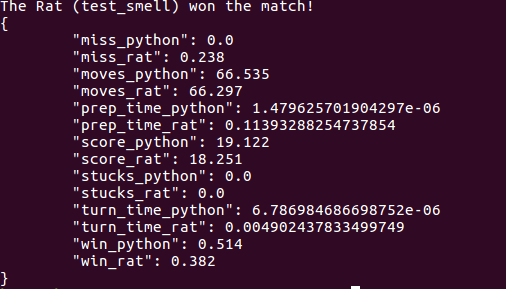 The Rat (test_smell) won the match!
{
        "miss_python": 0.0
        "miss_rat": 0.238
        "moves_python": 66.535
        "moves_rat": 66.297
        "prep_time_python": 1.479625701904297e-06
        "prep_time_rat": 0.11393288254737854
        "score_python": 19.122
        "score_rat": 18.251
        "stucks_python": 0.0
        "stucks_rat": 0.0
        "turn_time_python": 6.786984686698752e-06
        "turn_time_rat": 0.004902437833499749
        "win_python": 0.514
        "win_rat": 0.382
}